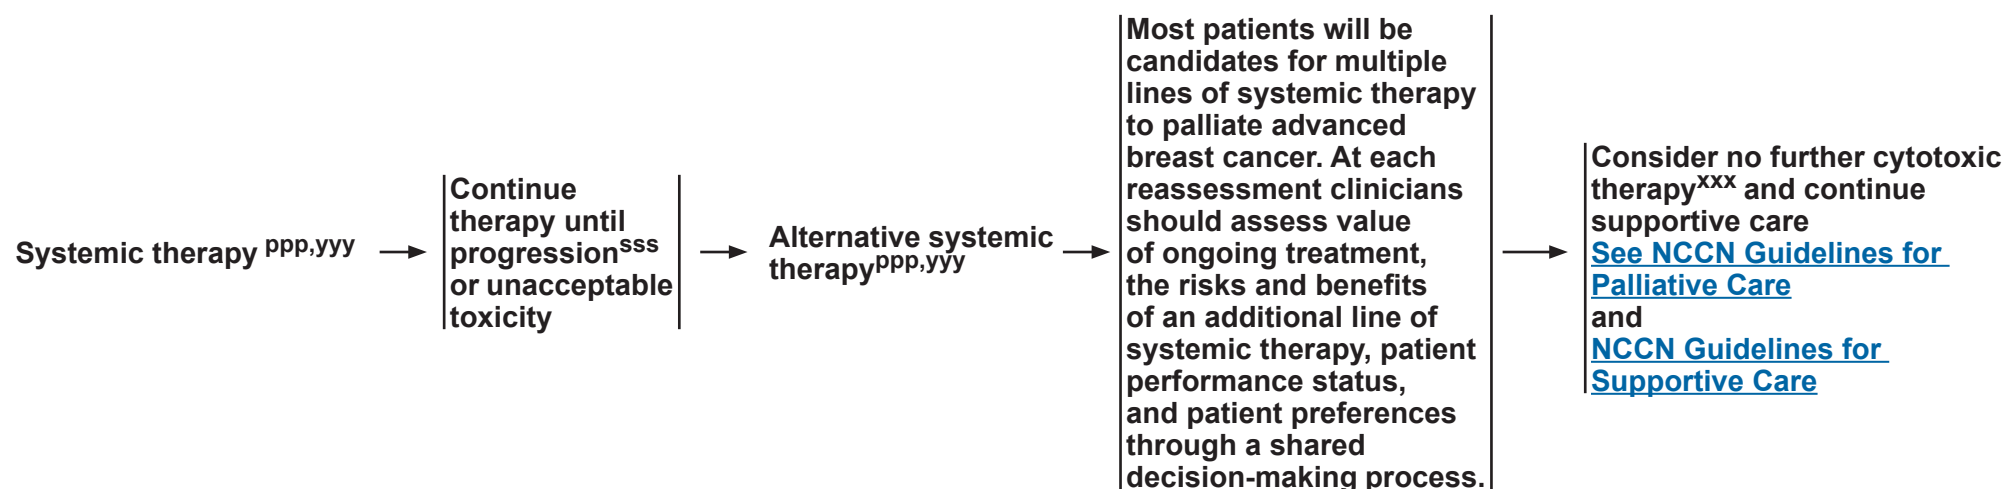 Systemic therapy ppp,yyy
Continue
therapy until
progressionsss
or unacceptable
toxicity
Alternative systemic
therapyppp,yyy
Most patients will be
candidates for multiple
lines of systemic therapy
to palliate advanced
breast cancer. At each
reassessment clinicians
should assess value
of ongoing treatment,
the risks and benefits
of an additional line of
systemic therapy, patient
performance status,
and patient preferences
through a shared
decision-making process.
Consider no further cytotoxic
therapyxxx and continue
supportive care
See NCCN Guidelines for
Palliative Care
and
NCCN Guidelines for
Supportive Care